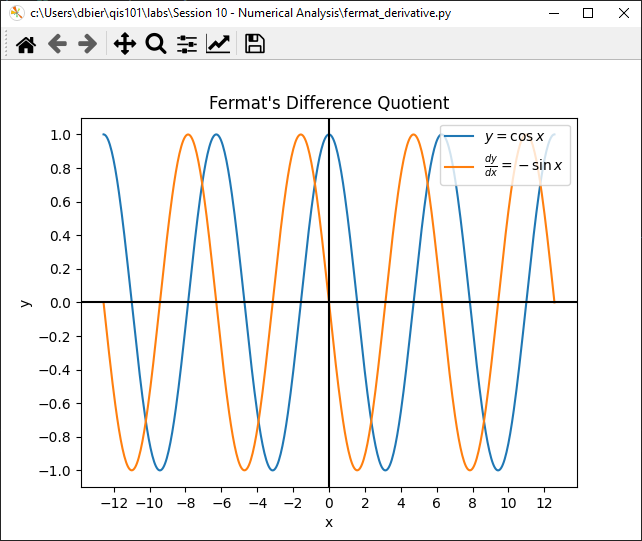 c:\Users\dbier\qis101\labs\Session 10 - Numerical Analysis\fermat_derivative.py
Fermat's Difference Quotient
y = cos x
dy/dx = − sin x
1.0
0.8
0.6
0.4
0.2
0.0
−0.2
−0.4
−0.6
−0.8
−1.0
y
−12 −10 −8 −6 −4 −2 0 2 4 6 8 10 12
x